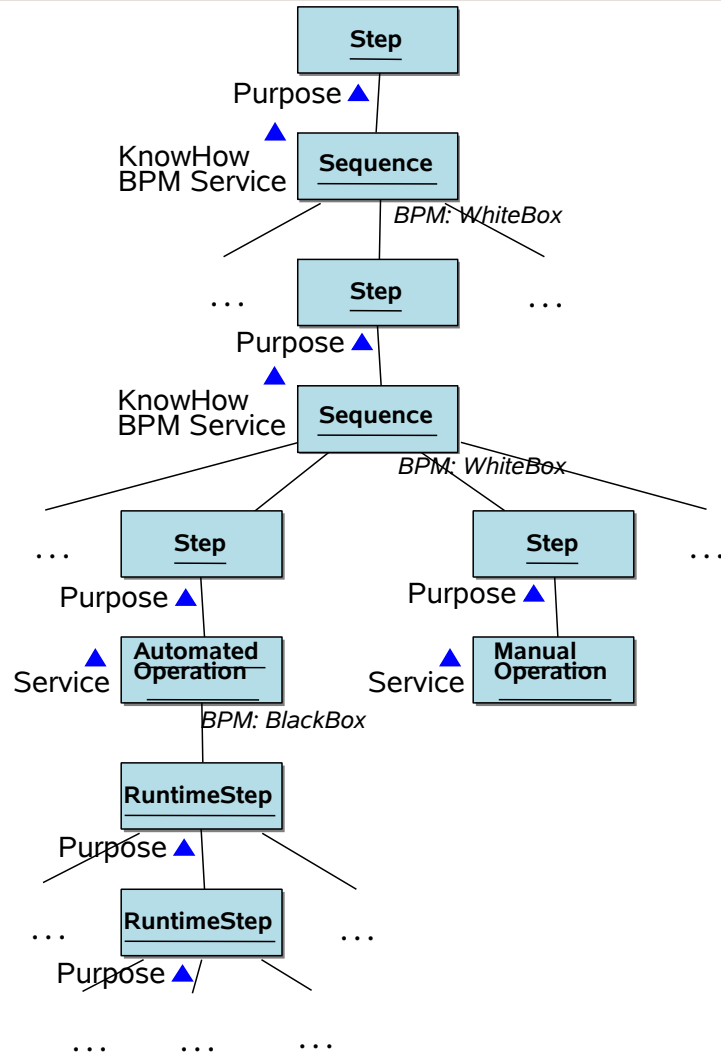 Step
Purpose
KnowHow
BPM Service
Sequence
BPM: WhiteBox
...
Step
...
Purpose
KnowHow
BPM Service
Sequence
BPM: WhiteBox
...
Step
Step
...
Purpose
Purpose
Service
Automated
Operation
Service
Manual
Operation
BPM: BlackBox
RuntimeStep
Purpose
...
RuntimeStep
...
Purpose
...
...
...